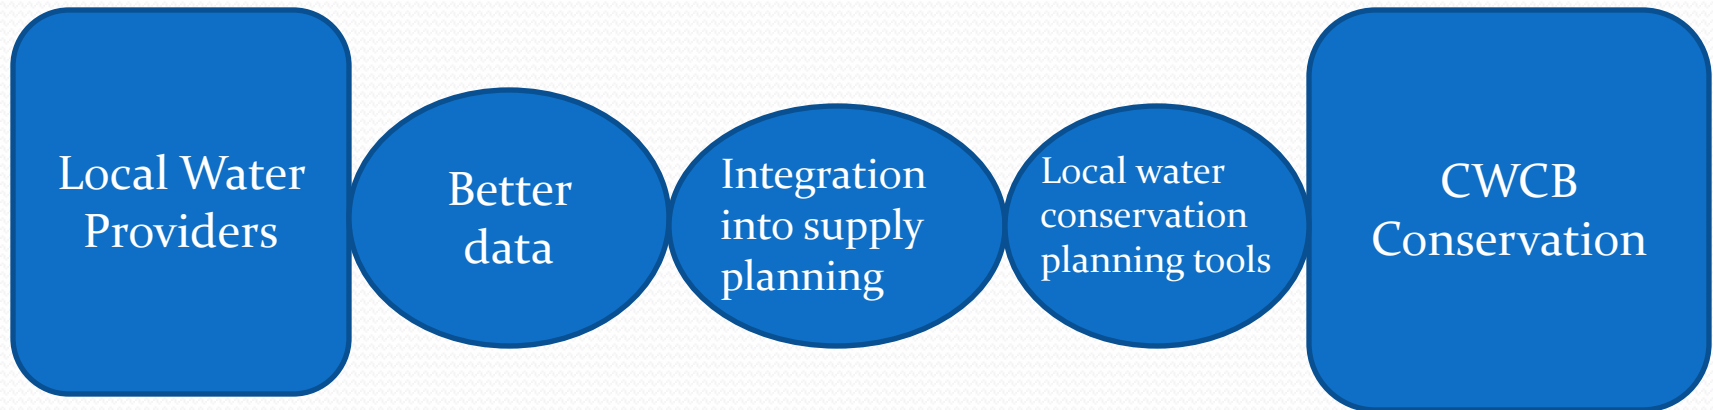 Local Water
Providers
Better
data
Integration
into supply
planning
Local water
conservation
planning tools
CWCB
Conservation